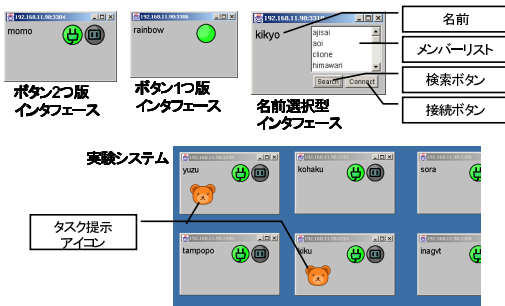 192.168.11.98:3304
momo
ボタン2つ版
インタフェース
192.168.11.98:3306
rainbow
ボタン1つ版
インタフェース
192.168.11.98:3310
kikyo
ajisai
aoi
clione
himawari
Search
Connect
名前選択型
インタフェース
名前
メンバーリスト
検索ボタン
接続ボタン
実験システム
yuzu
kohaku
sora
タスク提示
アイコン
tampopo
kiku
inagvt